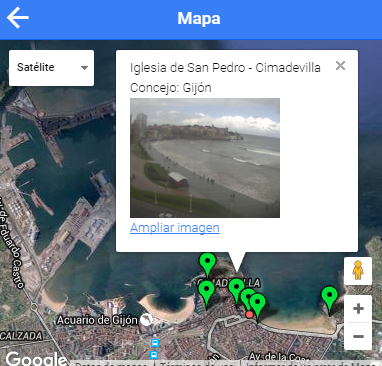 Mapa
Satélite
Iglesia de San Pedro - Cimadevilla
Concejo: Gijón
Ampliar imagen
de Eduardo Castro
CALZADA
Acuario de Gijón
Google
Av. de la Cos